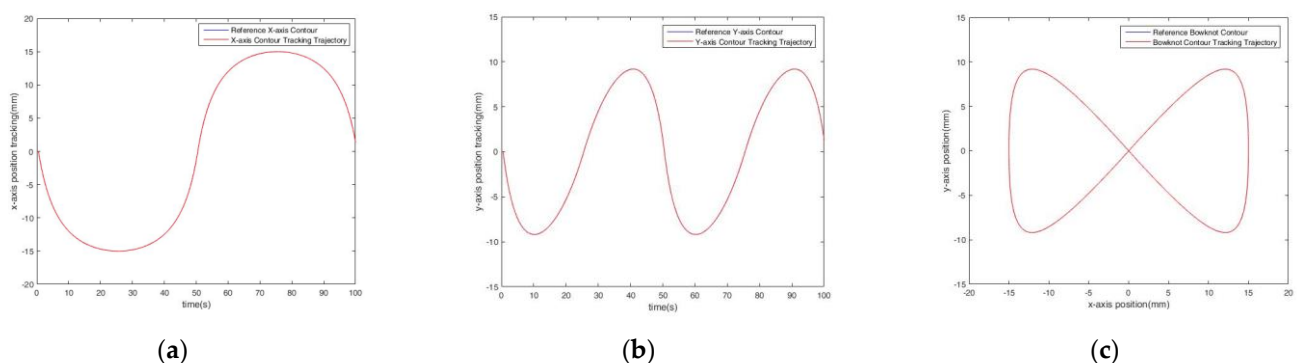 20
15
10
5
0
-5
-10
-15
-20
x-axis position tracking(mm)
Reference X-axis Contour
X-axis Contour Tracking Trajectory
0 10 20 30 40 50 60 70 80 90 100
time(s)
(a)
15
10
5
0
-5
-10
-15
y-axis position tracking(mm)
Reference Y-axis Contour
Y-axis Contour Tracking Trajectory
0 10 20 30 40 50 60 70 80 90 100
time(s)
(b)
15
10
5
0
-5
-10
-15
y-axis position(mm)
Reference Bowknot Contour
Bowknot Contour Tracking Trajectory
-20 -15 -10 -5 0 5 10 15 20
x-axis position(mm)
(c)